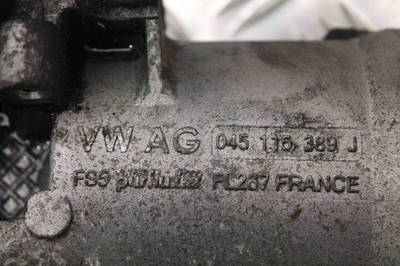 VW AG 045 115 389 J
FS5 purflux FL267 FRANCE